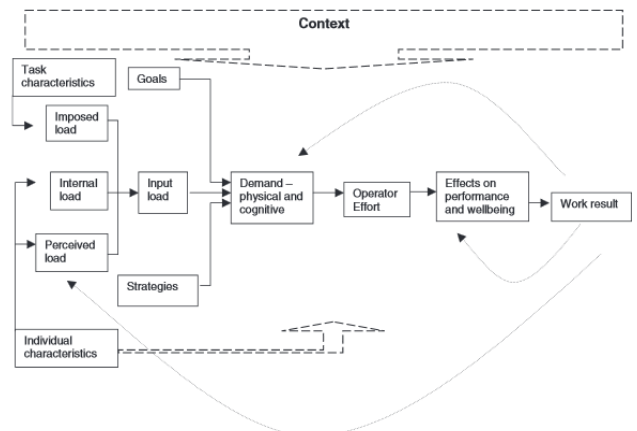 Context
Task
characteristics
Goals
Imposed
load
Internal
load
Input
load
Demand –
physical and
cognitive
Operator
Effort
Effects on
performance
and wellbeing
Work result
Perceived
load
Strategies
Individual
characteristics